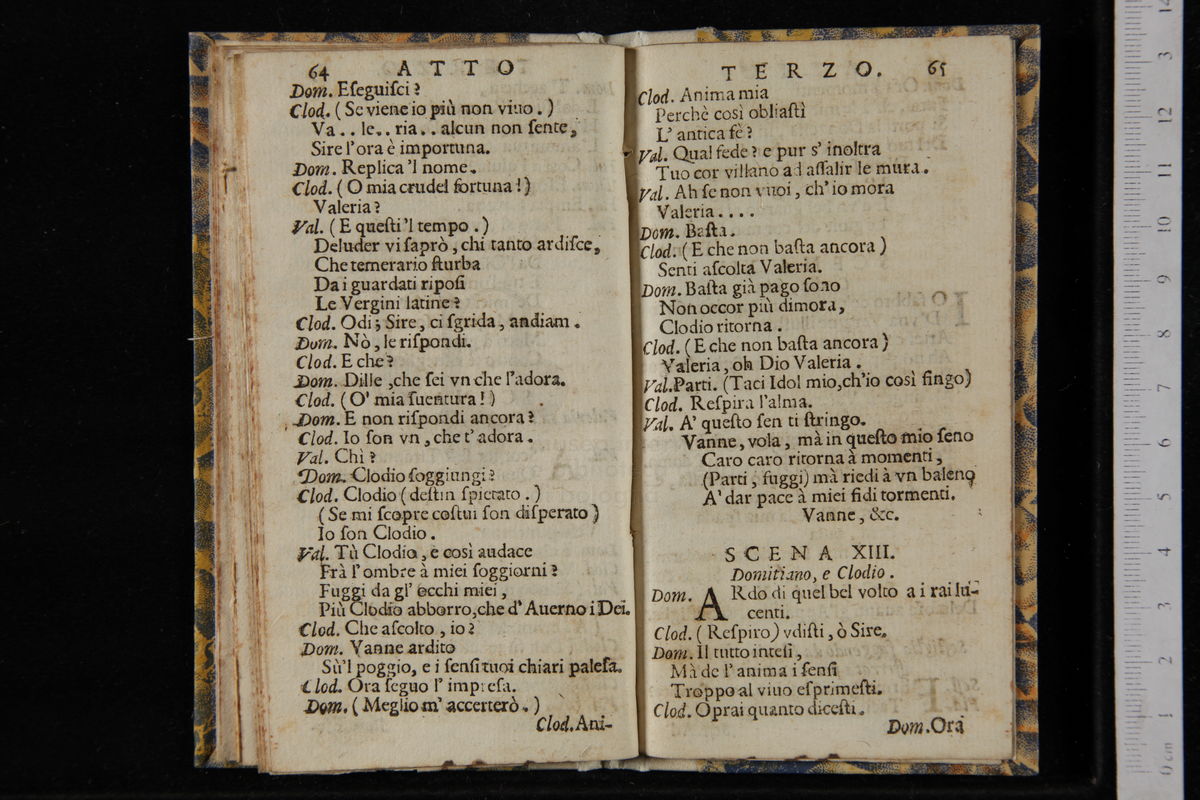 64 ATTO
Dom. Eſeguiſci?
Clod. (Se viene io più non viuo.)
Va.. le.. ria.. alcun non ſente,
Sire l'ora è importuna.
Dom. Replica 'l nome.
Clod. (O mia crudel fortuna!)
Valeria?
Val. (E queſti 'l tempo.)
Deluder vi ſaprò, chi tanto ardiſce,
Che temerario ſturba
Da i guardati ripoſi
Le Vergini latine?
Clod. Odi; Sire, ci ſgrida, andiam.
Dom. Nò, le riſpondi.
Clod. E che?
Dom. Dille, che ſei vn che l'adora.
Clod. (O' mia ſuentura!)
Dom. E non riſpondi ancora?
Clod. Io ſon vn, che t' adora.
Val. Chì?
Dom. Clodio ſoggiungi?
Clod. Clodio (deſtin ſpietato.)
(Se mi ſcopre coſtui ſon diſperato)
Io ſon Clodio.
Val. Tù Clodio, e così audace
Frà l' ombre à miei ſoggiorni?
Fuggi da gl' occhi miei,
Più Clodio abborro, che d' Auerno i Dei.
Clod. Che aſcolto, io?
Dom. Vanne ardito
Sù'l poggio, e i ſenſi tuoi chiari paleſa.
Clod. Ora ſeguo l' impreſa.
Dom. (Meglio m' accerterò.)
Clod. Ani-
TERZO. 65
Clod. Anima mia
Perchè così obliaſti
L' antica fè?
Val. Qual fede? e pur s' inoltra
Tuo cor villano ad aſſalir le mura.
Val. Ah ſe non vuoi, ch' io mora
Valeria....
Dom. Baſta.
Clod. (E che non baſta ancora)
Senti aſcolta Valeria.
Dom. Baſta già pago ſono
Non occor più dimora,
Clodio ritorna.
Clod. (E che non baſta ancora)
Valeria, oh Dio Valeria.
Val. Parti. (Taci Idol mio, ch'io così fingo)
Clod. Reſpira l'alma.
Val. A' queſto ſen ti ſtringo.
Vanne, vola, mà in queſto mio ſeno
Caro caro ritorna à momenti,
(Parti, fuggi) mà riedi à vn baleno
A' dar pace à miei fidi tormenti.
Vanne, &c.
SCENA XIII.
Domitiano, e Clodio.
Dom. ARdo di quel bel volto a i rai lu-
centi.
Clod. (Reſpiro) vdiſti, ò Sire.
Dom. Il tutto inteſi,
Mà de l' anima i ſenſi
Troppo al viuo eſprimeſti.
Clod. Oprai quanto diceſti.
Dom. Ora